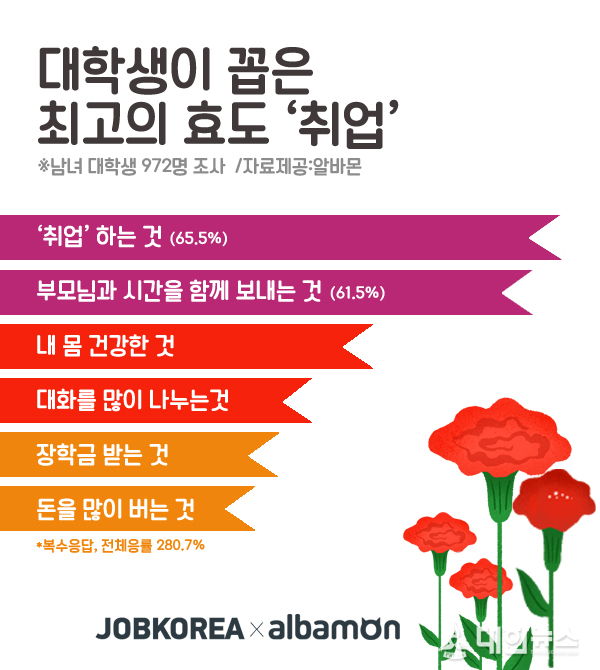 대학생이 꼽은
최고의 효도 ‘취업’
※남녀 대학생 972명 조사 /자료제공:알바몬
‘취업’ 하는 것 (65.5%)
부모님과 시간을 함께 보내는 것 (61.5%)
내 몸 건강한 것
대화를 많이 나누는것
장학금 받는 것
돈을 많이 버는 것
*복수응답, 전체응률 280.7%
JOBKOREA × albamon